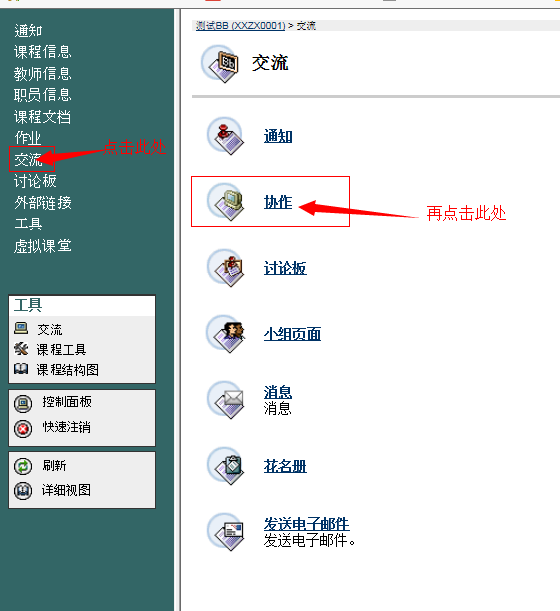 通知
课程信息
教师信息
职员信息
课程文档
作业
交流
点击此处
讨论板
外部链接
工具
虚拟课堂
工具
交流
课程工具
课程结构图
控制面板
快速注销
刷新
详细视图
测试BB (XXZX0001) > 交流
交流
通知
协作
再点击此处
讨论板
小组页面
消息
消息
花名册
发送电子邮件
发送电子邮件。